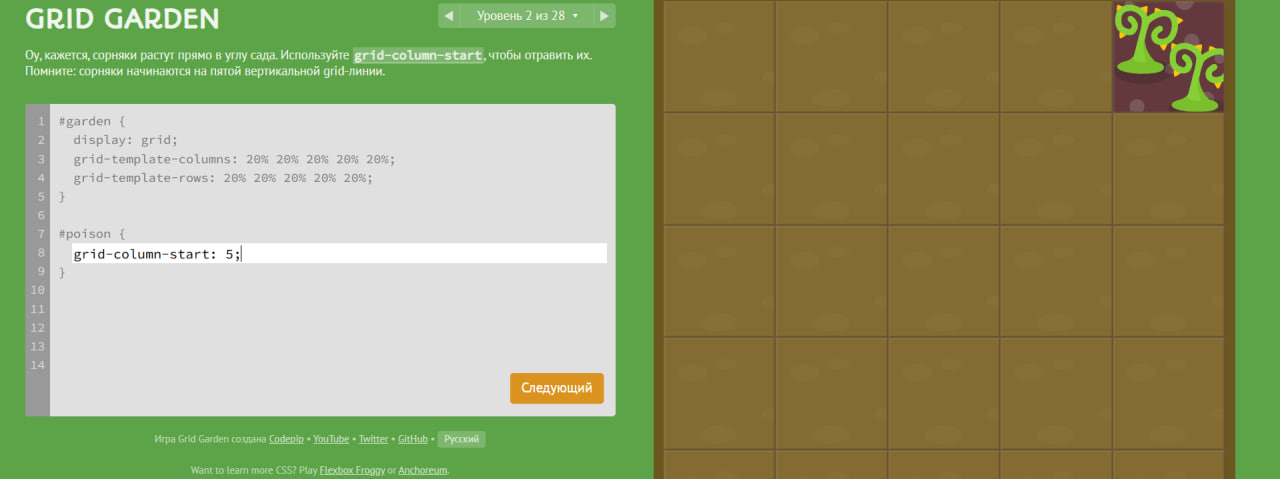 GRID GARDEN
Уровень 2 из 28
Оу, кажется, сорняки растут прямо в углу сада. Используйте grid-column-start, чтобы отравить их.
Помните: сорняки начинаются на пятой вертикальной grid-линии.
1 #garden {
2 display: grid;
3 grid-template-columns: 20% 20% 20% 20% 20%;
4 grid-template-rows: 20% 20% 20% 20% 20%;
5 }
6
7 #poison {
8 grid-column-start: 5;
9 }
10
11
12
13
14
Следующий
Игра Grid Garden создана Codepip • YouTube • Twitter • GitHub • Русский
Want to learn more CSS? Play Flexbox Froggy or Anchoreum.